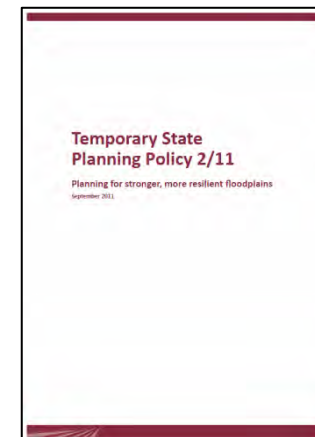 Temporary State
Planning Policy 2/11
Planning for stronger, more resilient floodplains
September 2011